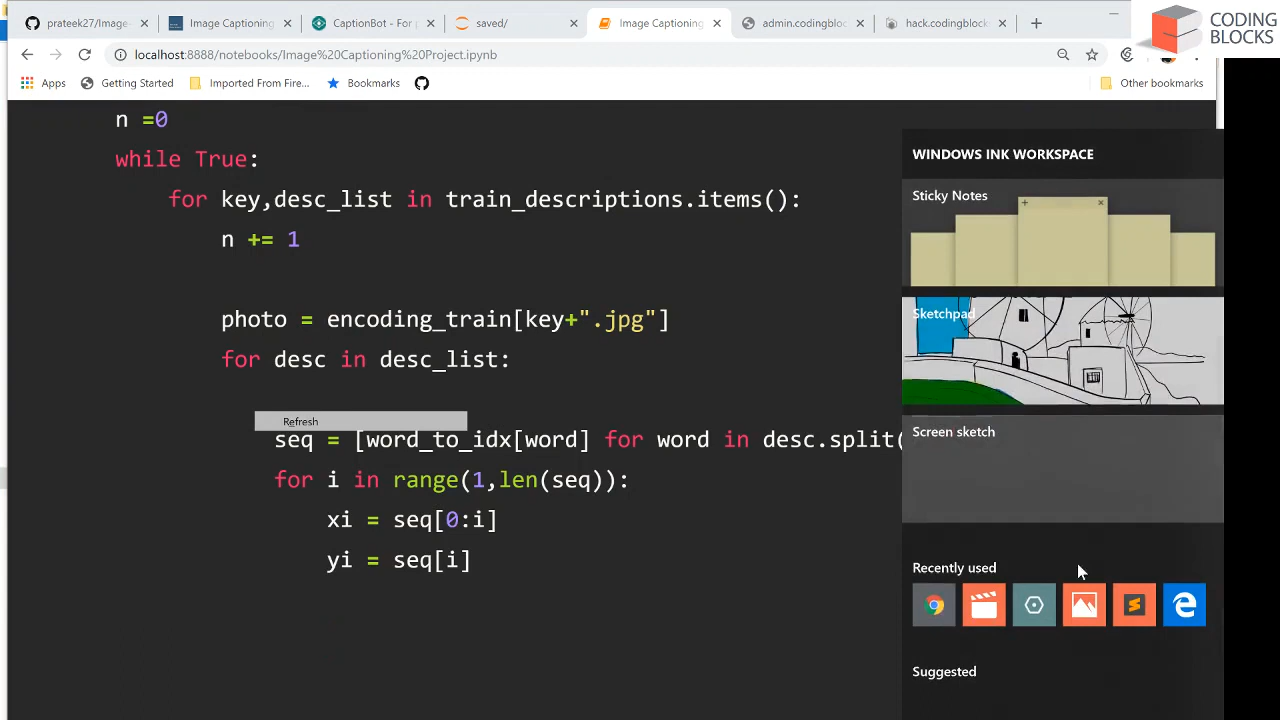 prateek27/Image-
Image Captioning
CaptionBot - For p
saved/
Image Captioning
admin.codingbloc
hack.codingblock
CODING
BLOCKS
localhost:8888/notebooks/Image%20Captioning%20Project.ipynb
Apps
Getting Started
Imported From Fire...
Bookmarks
Other bookmarks
n =0
while True:
for key,desc_list in train_descriptions.items():
n += 1
photo = encoding_train[key+".jpg"]
for desc in desc_list:
Refresh
seq = [word_to_idx[word] for word in desc.split(
for i in range(1,len(seq)):
xi = seq[0:i]
yi = seq[i]
WINDOWS INK WORKSPACE
Sticky Notes
Sketchpad
Screen sketch
Recently used
Suggested